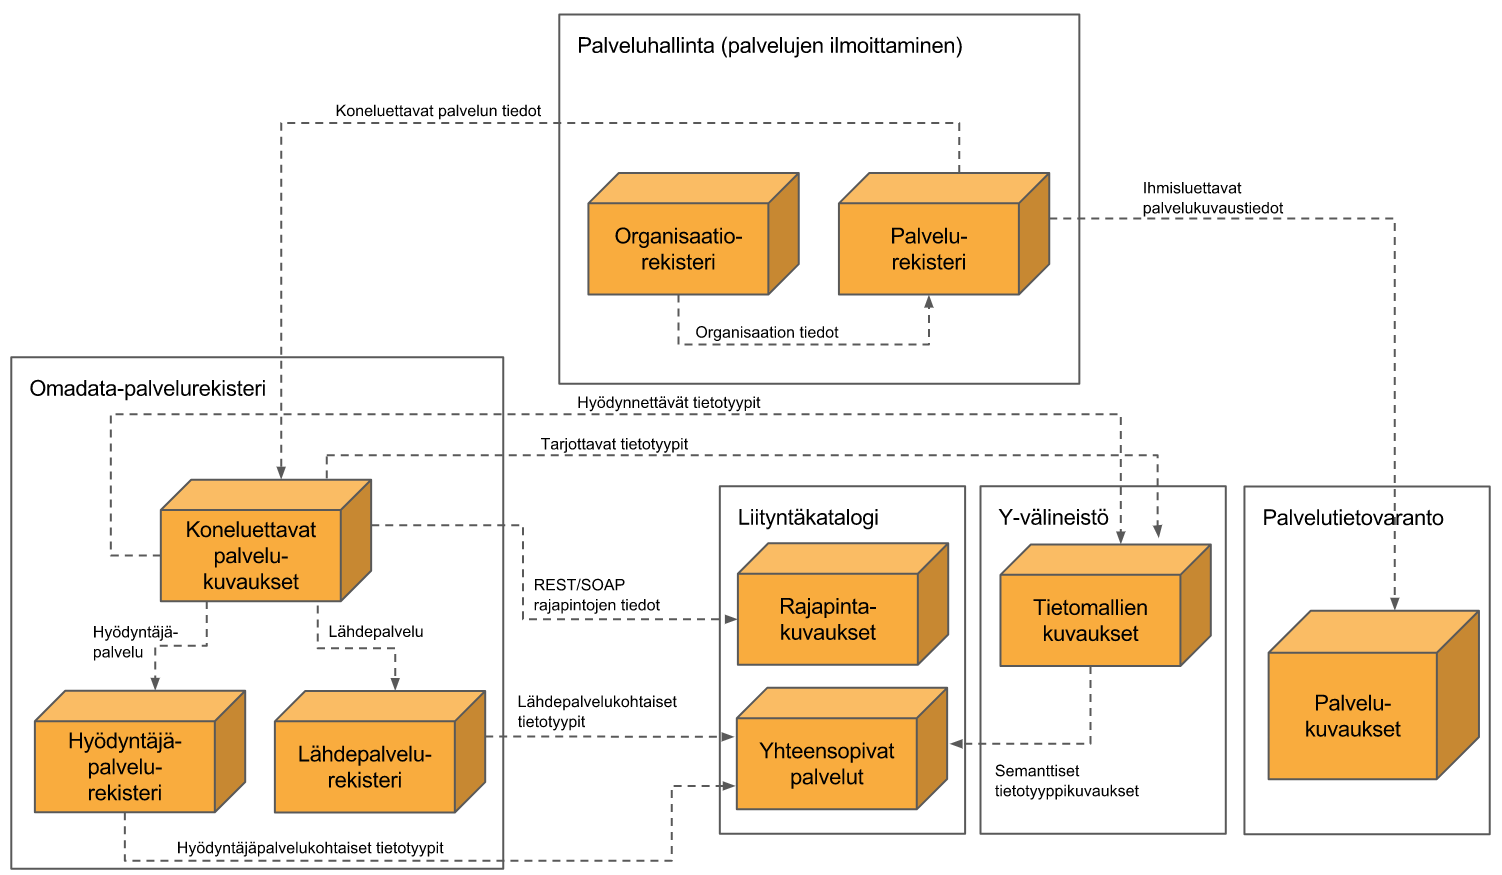 Palveluhallinta (palvelujen ilmoittaminen)
Koneluettavat palvelun tiedot
Ihmisluettavat
palvelukuvaustiedot
Organisaatio-
rekisteri
Palvelu-
rekisteri
Organisaation tiedot
Omadata-palvelurekisteri
Hyödynnettävät tietotyypit
Tarjottavat tietotyypit
Koneluettavat
palvelu-
kuvaukset
Liityntäkatalogi
Y-välineistö
Palvelutietovaranto
REST/SOAP
rajapintojen tiedot
Rajapinta-
kuvaukset
Tietomallien
kuvaukset
Hyödyntäjä-
palvelu
Lähdepalvelu
Hyödyntäjä-
palvelu-
rekisteri
Lähdepalvelu-
rekisteri
Lähdepalvelukohtaiset
tietotyypit
Yhteensopivat
palvelut
Semanttiset
tietotyyppikuvaukset
Palvelu-
kuvaukset
Hyödyntäjäpalvelukohtaiset tietotyypit